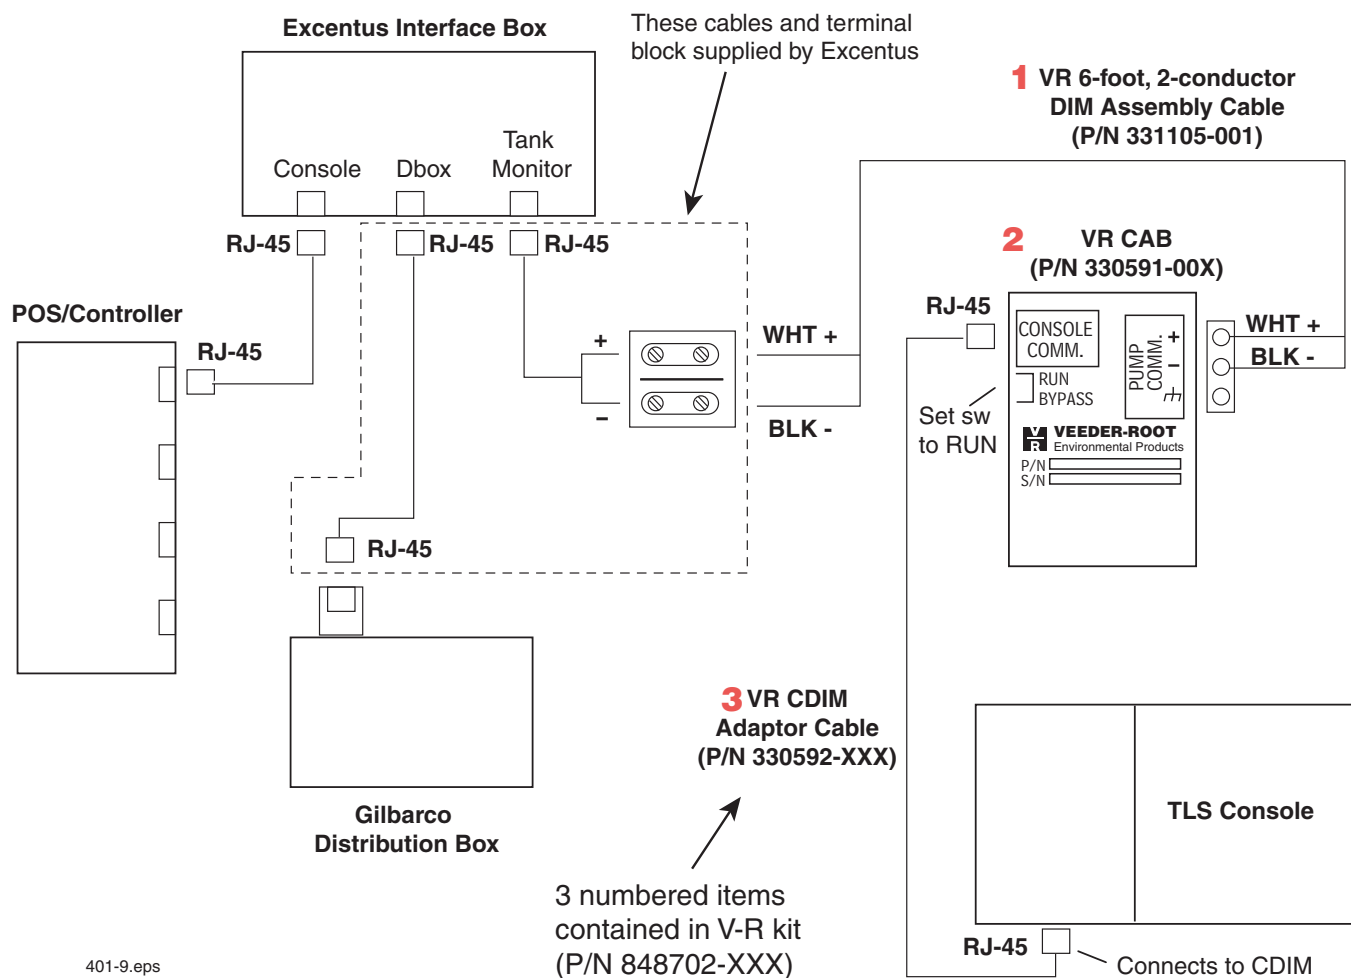 Excentus Interface Box
These cables and terminal
block supplied by Excentus
1 VR 6-foot, 2-conductor
DIM Assembly Cable
(P/N 331105-001)
Console
Dbox
Tank
Monitor
RJ-45
RJ-45
RJ-45
2 VR CAB
(P/N 330591-00X)
POS/Controller
RJ-45
RJ-45
CONSOLE
COMM.
PUMP
COMM.
+
−
RUN
BYPASS
WHT +
BLK -
+
−
WHT +
BLK -
Set sw
to RUN
V
R
VEEDER-ROOT
Environmental Products
P/N
S/N
RJ-45
3 VR CDIM
Adaptor Cable
(P/N 330592-XXX)
Gilbarco
Distribution Box
TLS Console
3 numbered items
contained in V-R kit
(P/N 848702-XXX)
RJ-45
Connects to CDIM
401-9.eps